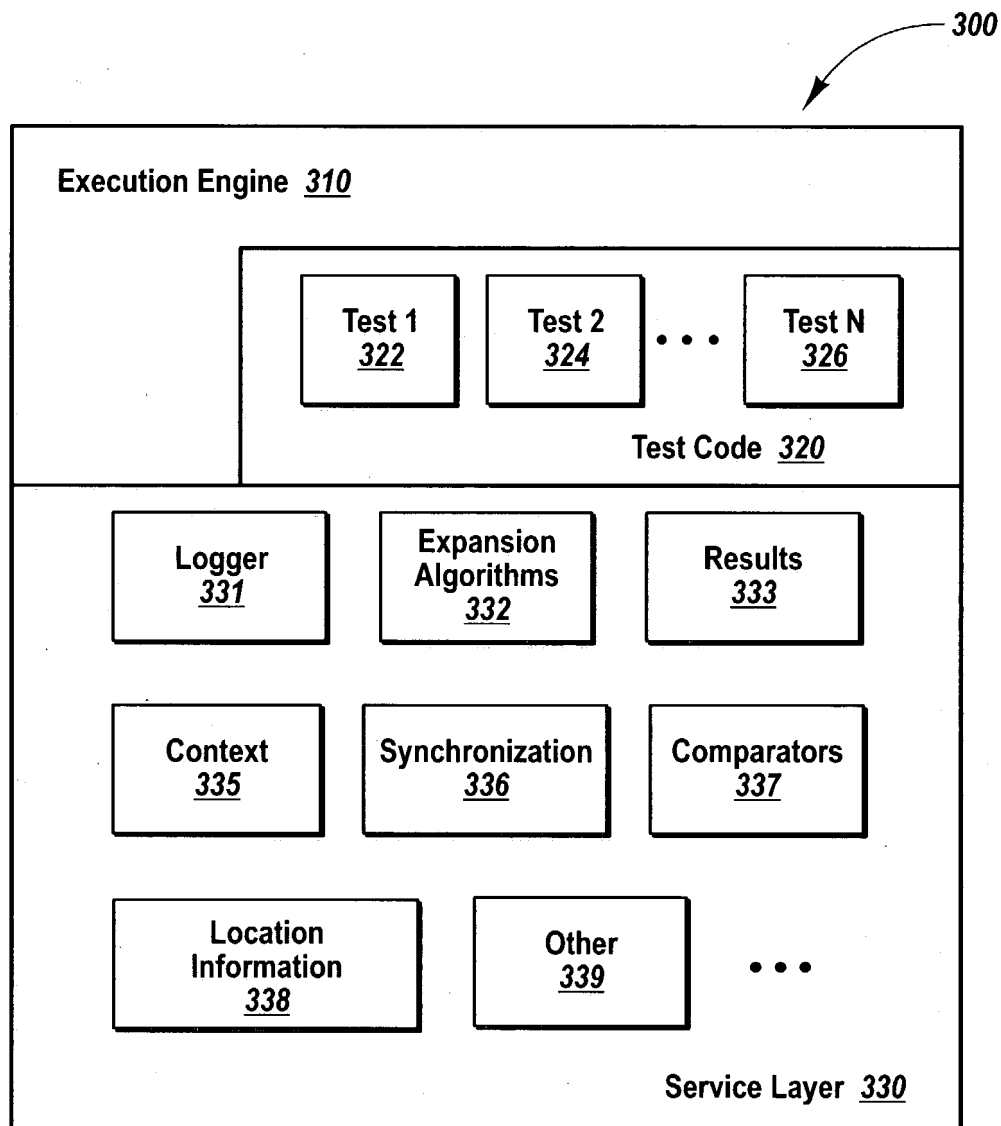 300
Execution Engine 310
Test 1
322
Test 2
324
Test N
326
Test Code 320
Logger
331
Expansion
Algorithms
332
Results
333
Context
335
Synchronization
336
Comparators
337
Location
Information
338
Other
339
Service Layer 330